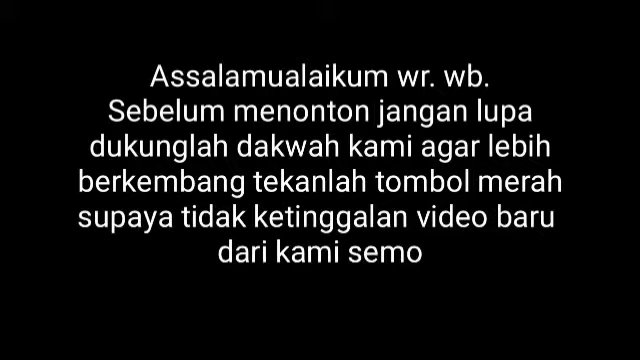 Assalamualaikum wr. wb.
Sebelum menonton jangan lupa
dukunglah dakwah kami agar lebih
berkembang tekanlah tombol merah
supaya tidak ketinggalan video baru
dari kami semo